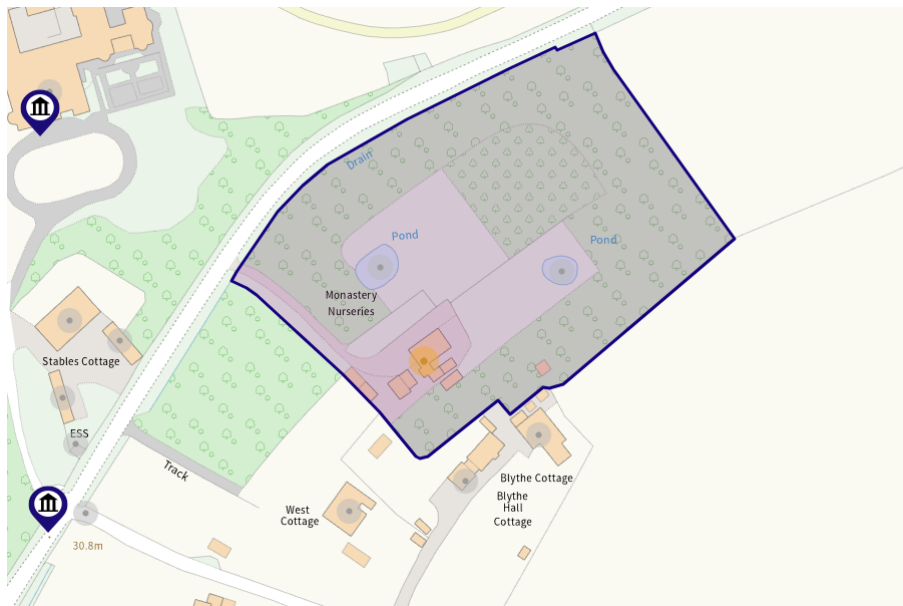 Drain
Pond
Pond
Monastery
Nurseries
Stables Cottage
ESS
Track
Blythe Cottage
West
Cottage
Blythe
Hall
Cottage
30.8m